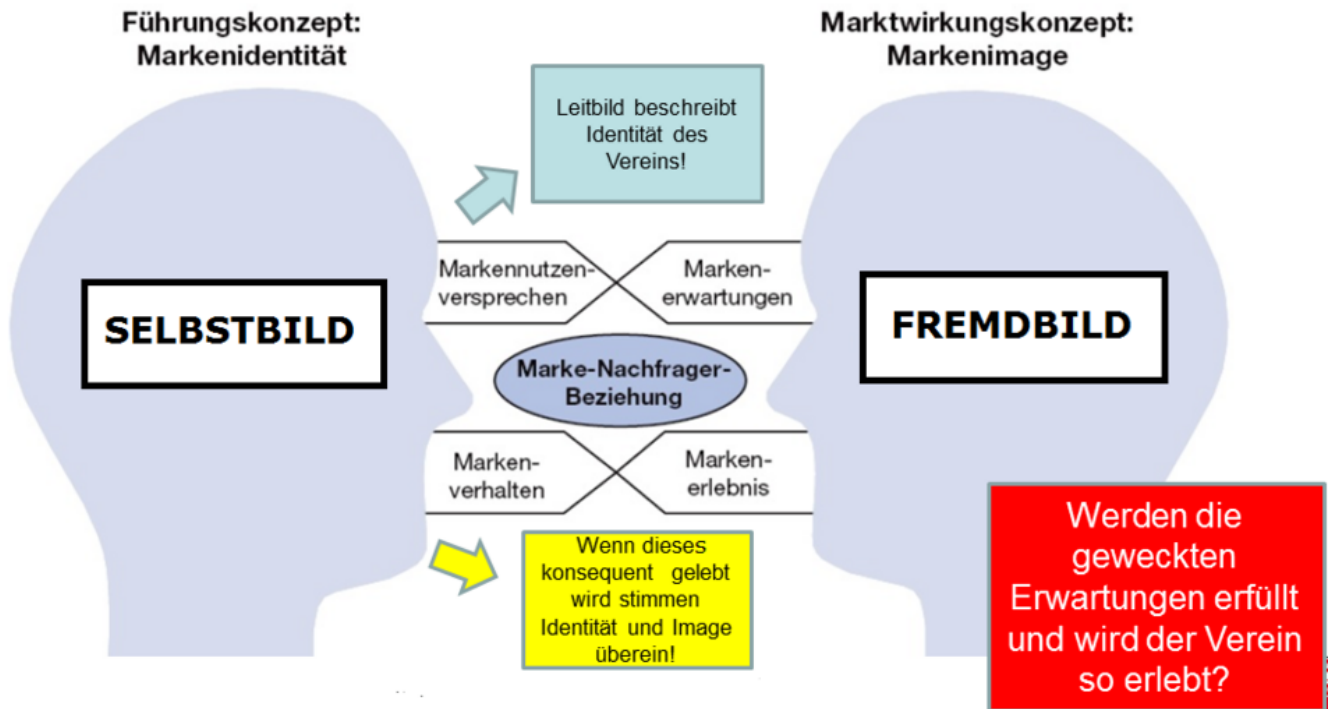 Führungskonzept:
Markenidentität
Marktwirkungskonzept:
Markenimage
Leitbild beschreibt
Identität des
Vereins!
Markennutzen-
versprechen
Marken-
erwartungen
SELBSTBILD
FREMDBILD
Marke-Nachfrager-
Beziehung
Marken-
verhalten
Marken-
erlebnis
Wenn dieses
konsequent gelebt
wird stimmen
Identität und Image
überein!
Werden die
geweckten
Erwartungen erfüllt
und wird der Verein
so erlebt?